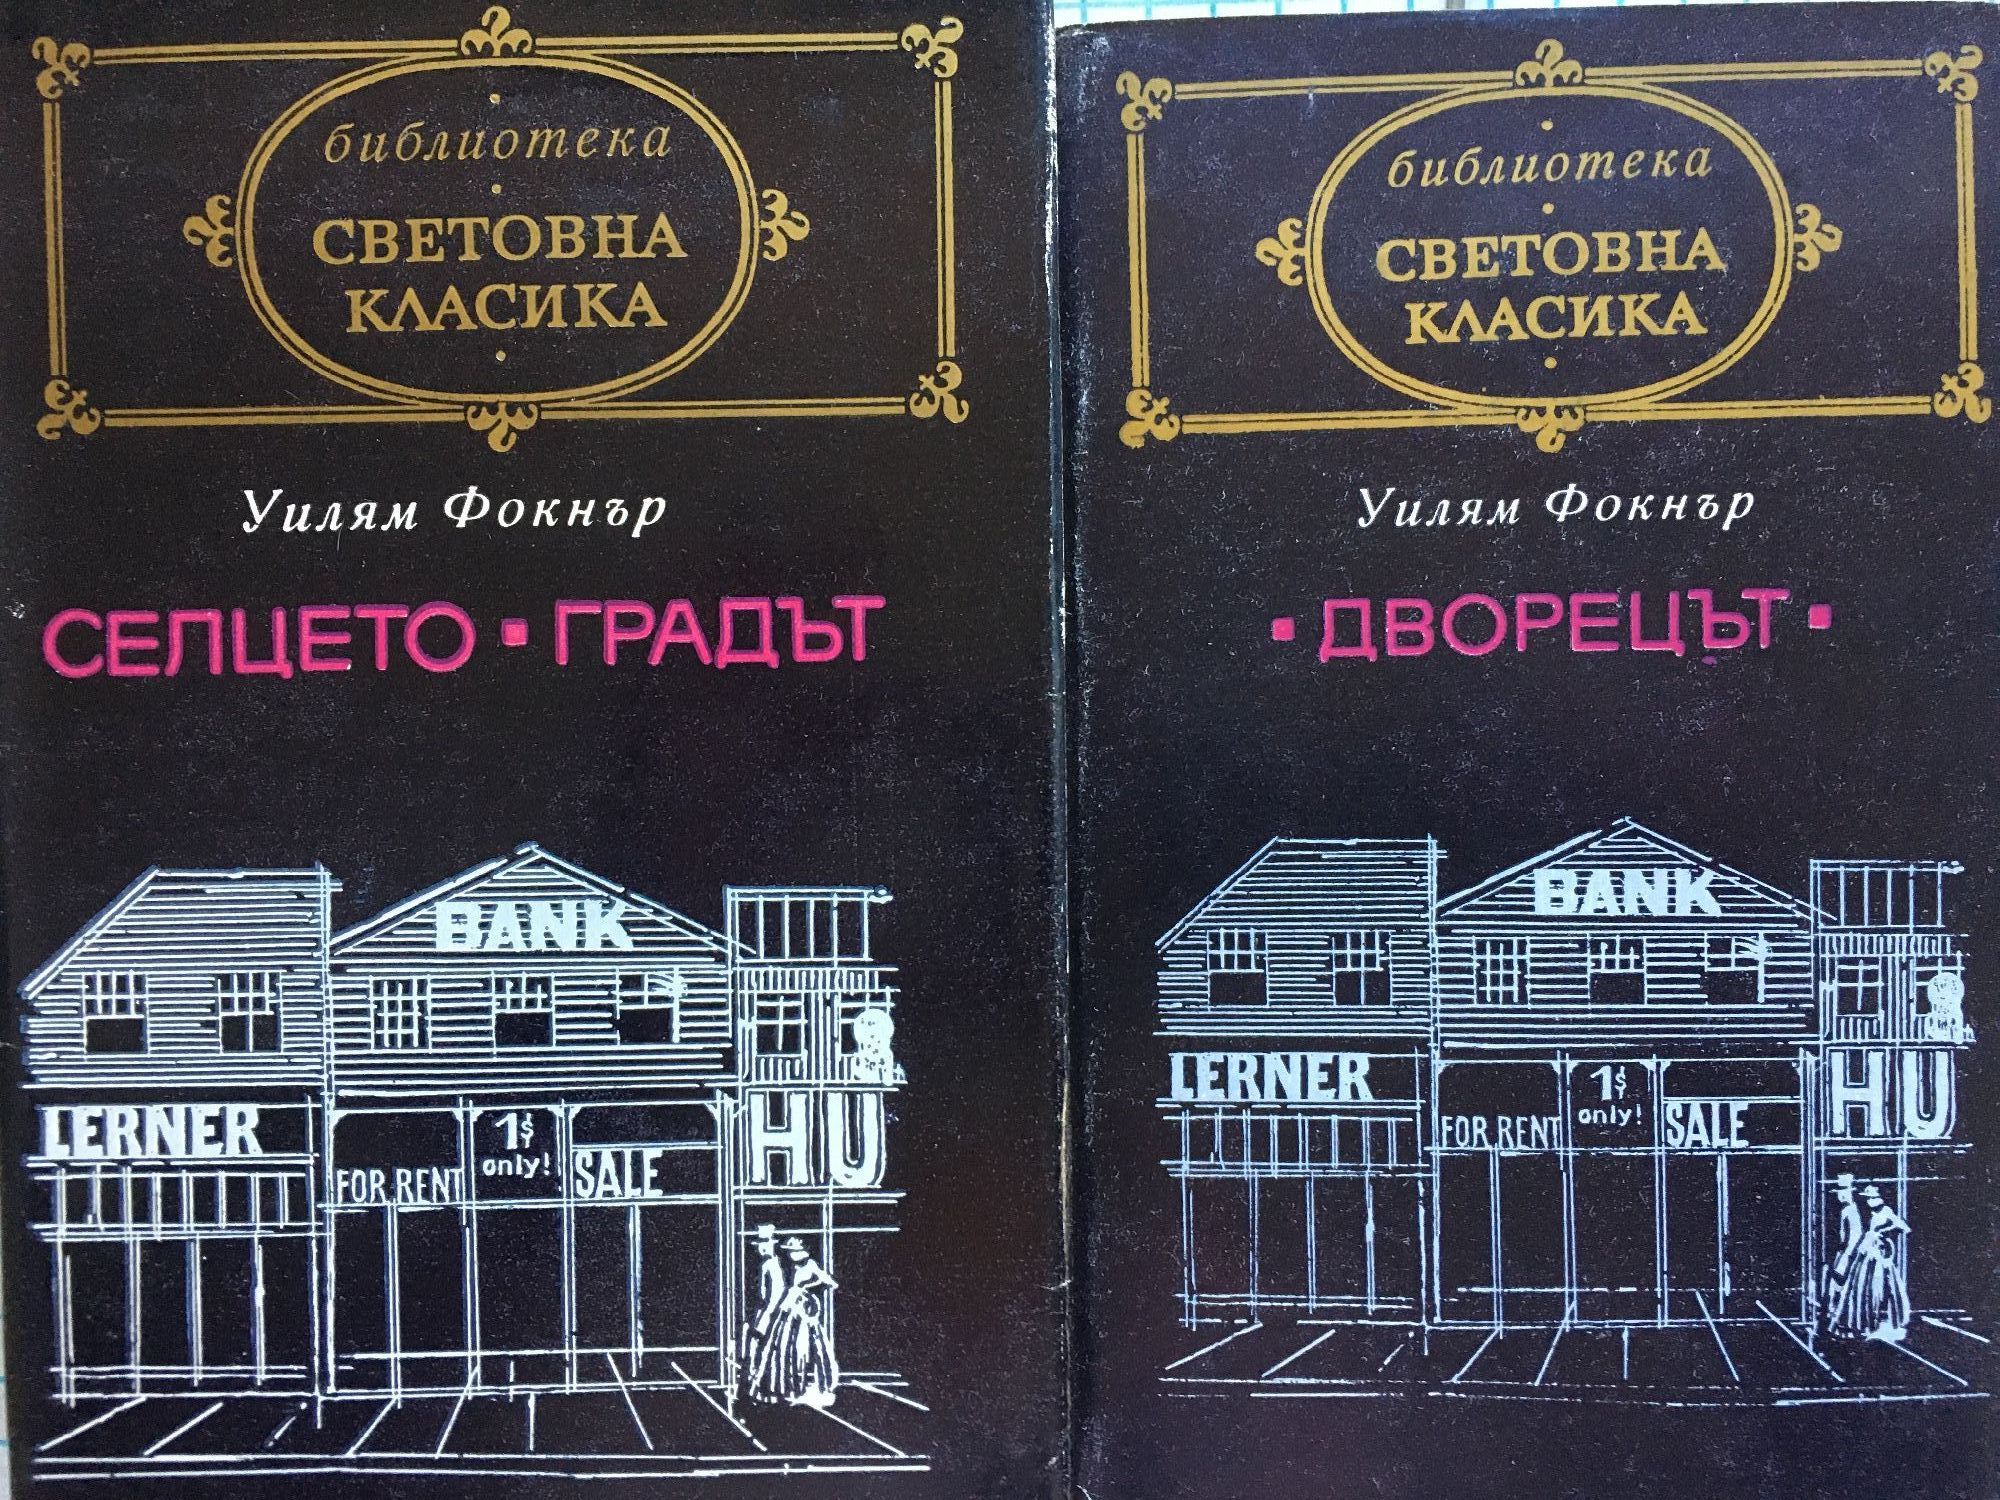 библиотека
СВЕТОВНА
КЛАСИКА
Уилям Фокнър
СЕЛЦЕТО · ГРАДЪТ
BANK
LERNER
FOR RENT
1$
only!
SALE
HU
библиотека
СВЕТОВНА
КЛАСИКА
Уилям Фокнър
· ДВОРЕЦЪТ ·
BANK
LERNER
FOR RENT
1$
only!
SALE
HU